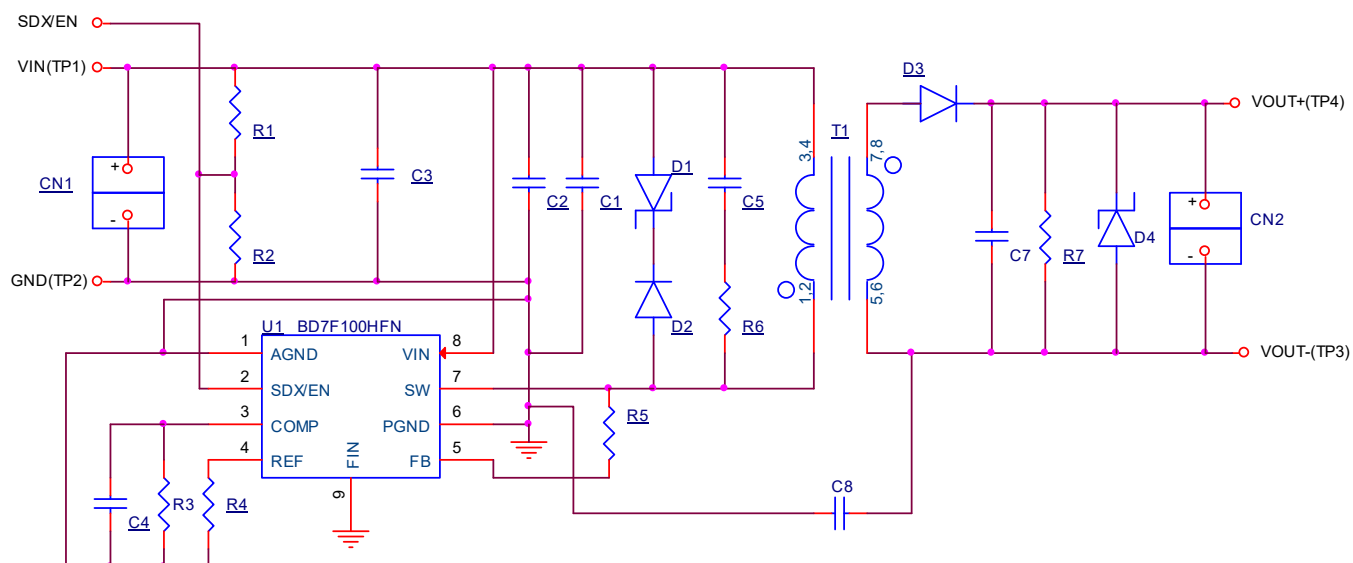 SDX/EN
VIN(TP1)
D3
VOUT+(TP4)
R1
T1
3,4
7,8
+
CN1
-
C3
D1
C2
C1
C5
+
CN2
-
R2
C7
R7
D4
GND(TP2)
1,2
5,6
U1 BD7F100HFN
D2
R6
1
AGND
VIN
8
VOUT-(TP3)
2
SDX/EN
SW
7
3
COMP
PGND
6
R5
4
REF
FIN
FB
5
9
C4
R3
R4
C8